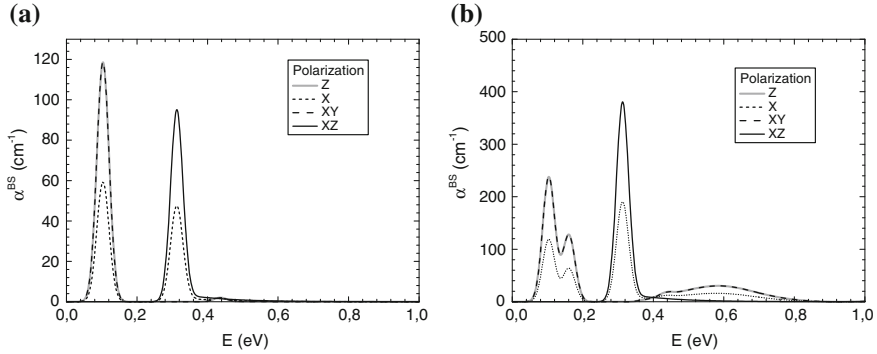 (a)
120
100
80
60
40
20
0
α^BS (cm^-1)
Polarization
Z
X
XY
XZ
0,0 0,2 0,4 0,6 0,8 1,0
E (eV)
(b)
500
400
300
200
100
0
α^BS (cm^-1)
Polarization
Z
X
XY
XZ
0,0 0,2 0,4 0,6 0,8 1,0
E (eV)